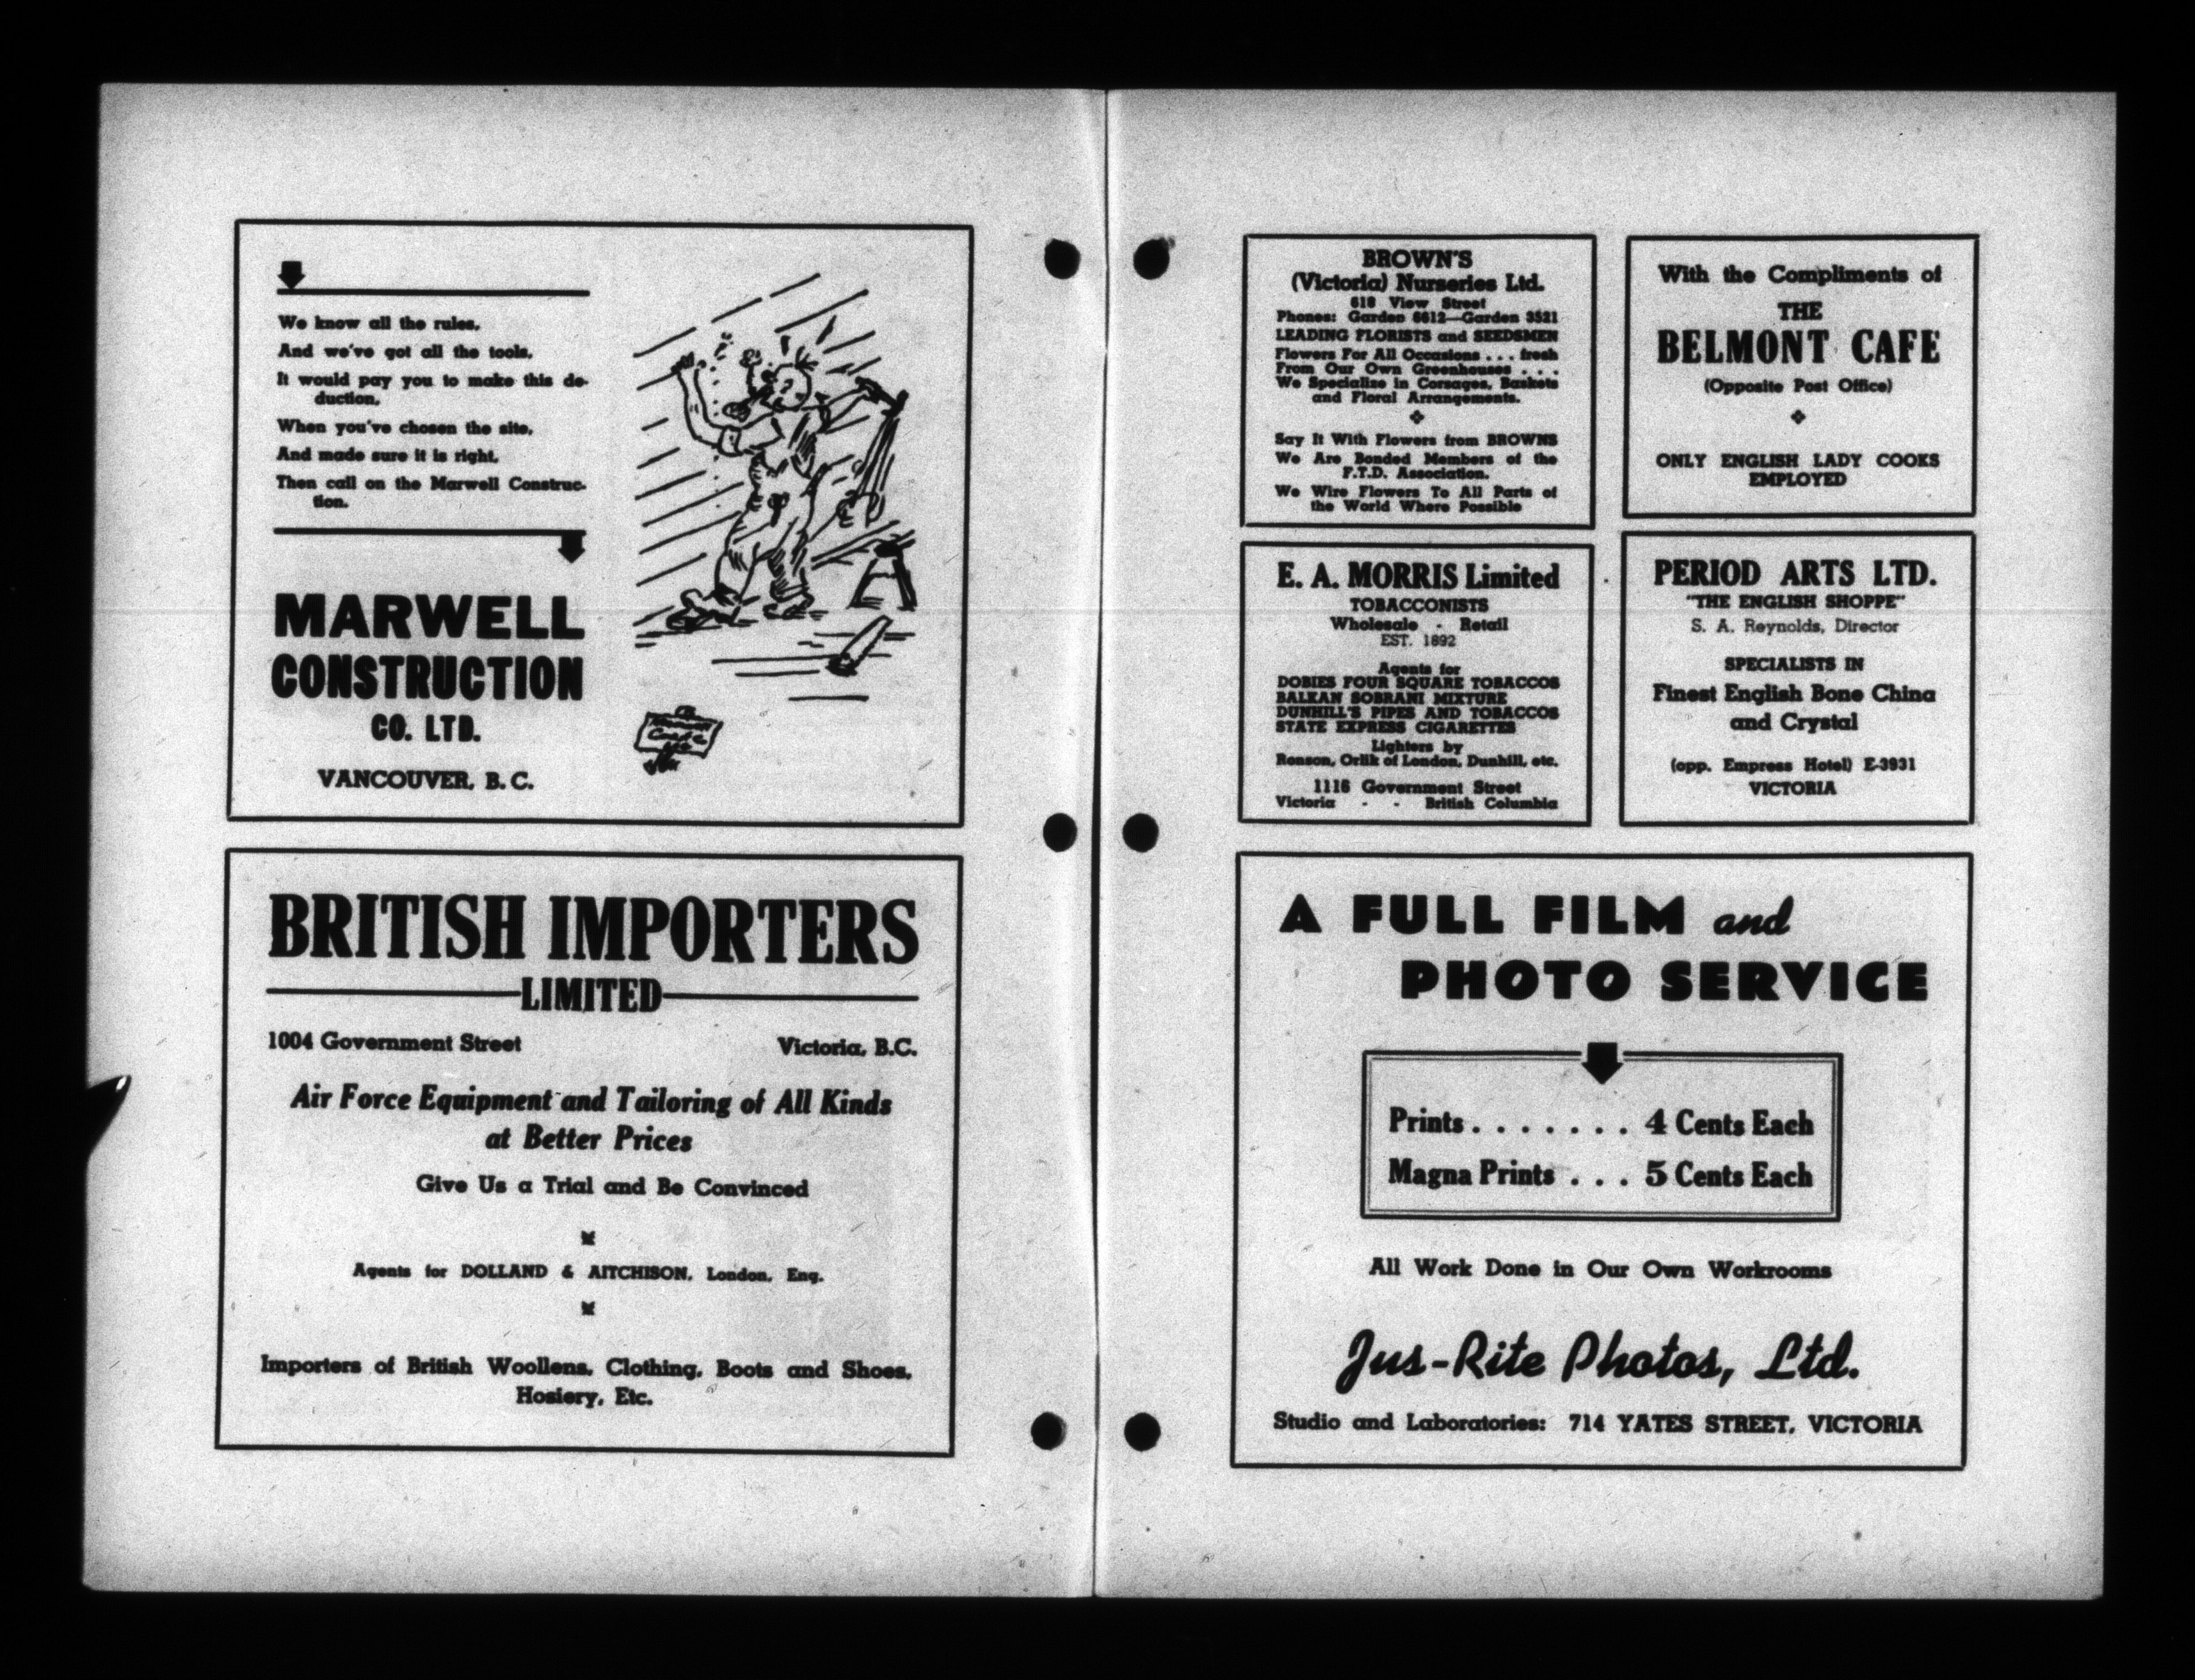 We know all the rules,
And we've got all the tools,
It would pay you to make this de-
duction,
When you've chosen the site,
And made sure it is right,
Then call on the Marwell Construc-
tion.
MARWELL
CONSTRUCTION
CO. LTD.
VANCOUVER, B. C.
BRITISH IMPORTERS
LIMITED
1004 Government Street Victoria, B.C.
Air Force Equipment and Tailoring of All Kinds
at Better Prices
Give Us a Trial and Be Convinced
Agents for DOLLAND & AITCHISON, London, Eng.
Importers of British Woollens, Clothing, Boots and Shoes,
Hosiery, Etc.
BROWN'S
(Victoria) Nurseries Ltd.
618 View Street
Phones: Garden 6612—Garden 3521
LEADING FLORISTS and SEEDSMEN
Flowers For All Occasions . . . fresh
From Our Own Greenhouses . . .
We Specialize in Corsages, Baskets
and Floral Arrangements.
Say It With Flowers from BROWNS
We Are Bonded Members of the
F.T.D. Association.
We Wire Flowers To All Parts of
the World Where Possible
With the Compliments of
THE
BELMONT CAFE
(Opposite Post Office)
ONLY ENGLISH LADY COOKS
EMPLOYED
E. A. MORRIS Limited
TOBACCONISTS
Wholesale - Retail
EST. 1892
Agents for
DOBIES FOUR SQUARE TOBACCOS
BALKAN SOBRANI MIXTURE
DUNHILL'S PIPES AND TOBACCOS
STATE EXPRESS CIGARETTES
Lighters by
Ronson, Orlik of London, Dunhill, etc.
1116 Government Street
Victoria - - British Columbia
PERIOD ARTS LTD.
"THE ENGLISH SHOPPE"
S. A. Reynolds, Director
SPECIALISTS IN
Finest English Bone China
and Crystal
(opp. Empress Hotel) E-3931
VICTORIA
A FULL FILM and
PHOTO SERVICE
Prints . . . . . . . 4 Cents Each
Magna Prints . . . 5 Cents Each
All Work Done in Our Own Workrooms
Jus-Rite Photos, Ltd.
Studio and Laboratories: 714 YATES STREET, VICTORIA